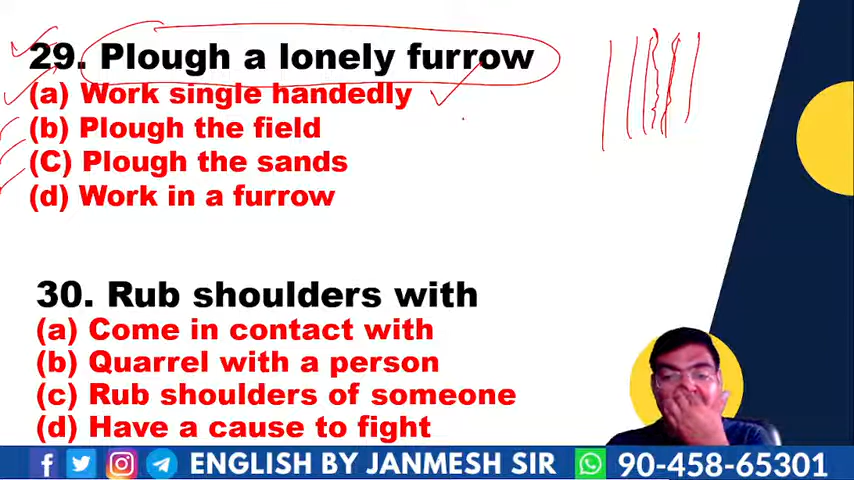 29. Plough a lonely furrow
(a) Work single handedly
(b) Plough the field
(C) Plough the sands
(d) Work in a furrow
30. Rub shoulders with
(a) Come in contact with
(b) Quarrel with a person
(c) Rub shoulders of someone
(d) Have a cause to fight
ENGLISH BY JANMESH SIR 90-458-65301